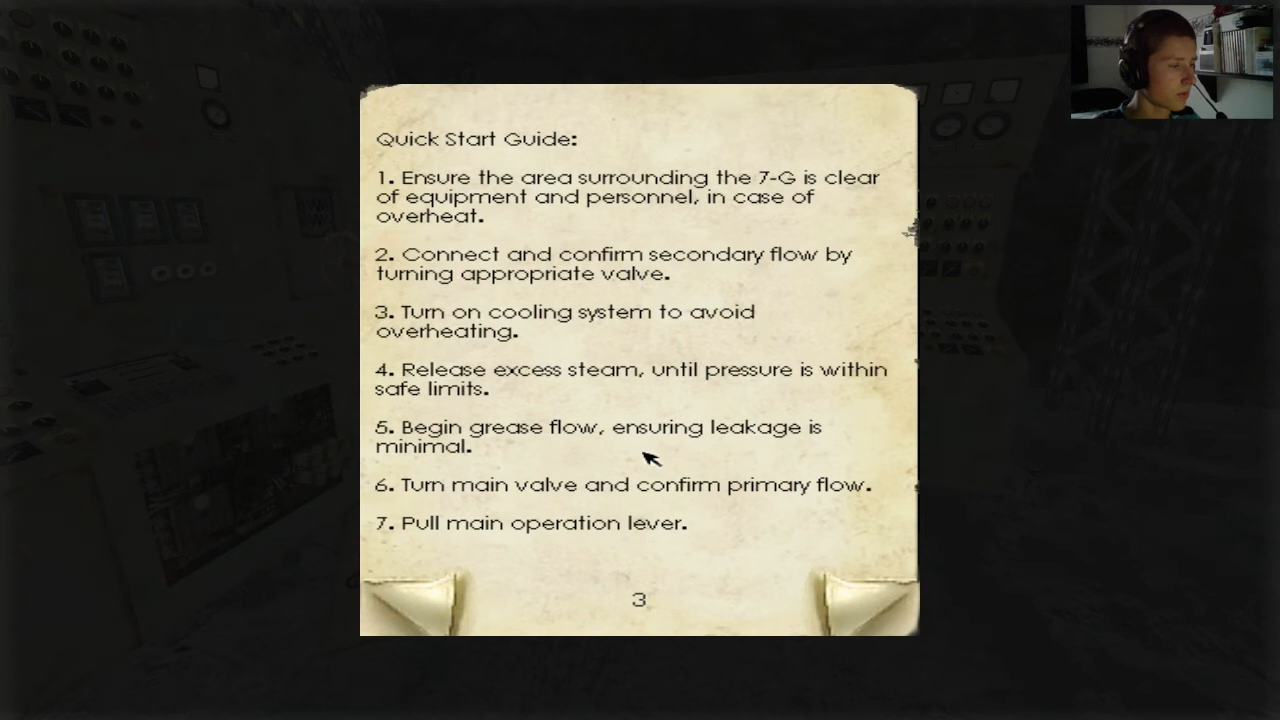 Quick Start Guide:
1. Ensure the area surrounding the 7-G is clear
of equipment and personnel, in case of
overheat.
2. Connect and confirm secondary flow by
turning appropriate valve.
3. Turn on cooling system to avoid
overheating.
4. Release excess steam, until pressure is within
safe limits.
5. Begin grease flow, ensuring leakage is
minimal.
6. Turn main valve and confirm primary flow.
7. Pull main operation lever.
3